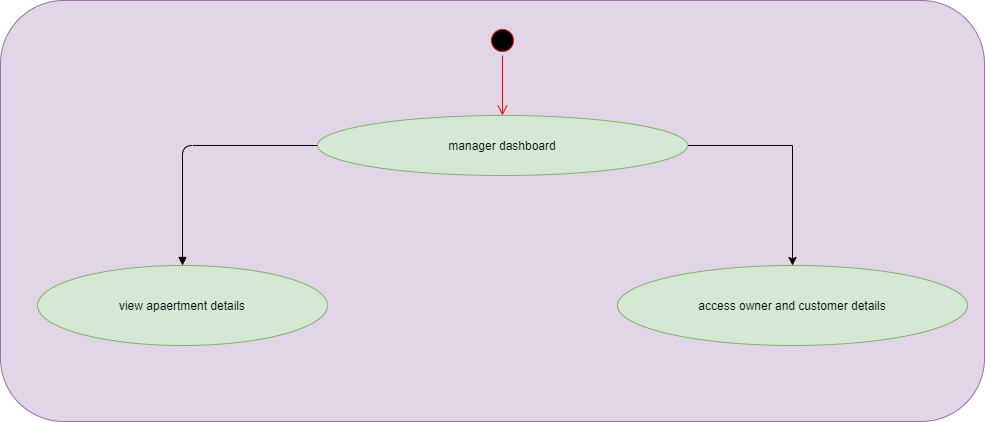 manager dashboard
view apaertment details
access owner and customer details